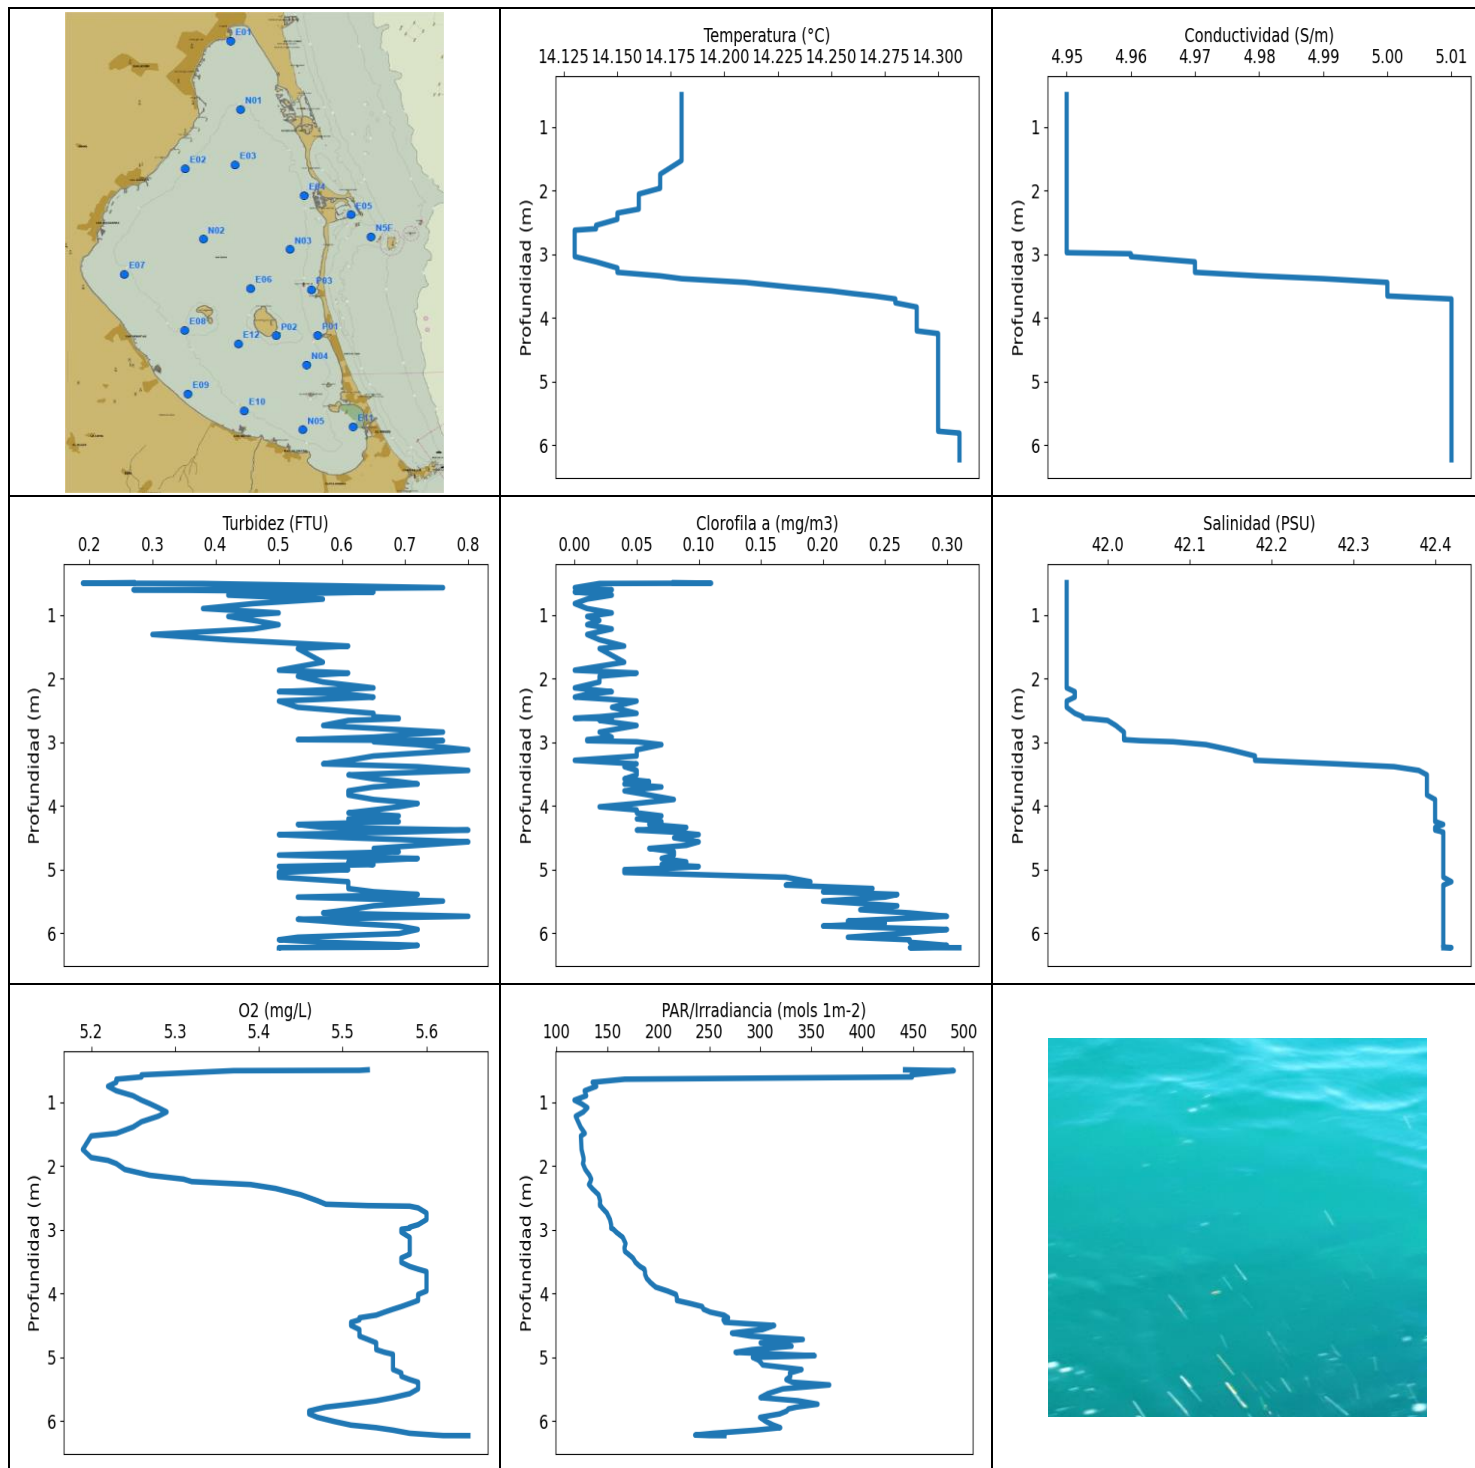 E01
N01
E02
E03
E04
E05
N5F
N02
N03
E07
E06
P03
E08
E12
P02
P01
N04
E09
E10
N05
E11
Temperatura (°C)
14.125 14.150 14.175 14.200 14.225 14.250 14.275 14.300
Profundidad (m)
1
2
3
4
5
6
Conductividad (S/m)
4.95 4.96 4.97 4.98 4.99 5.00 5.01
Profundidad (m)
1
2
3
4
5
6
Turbidez (FTU)
0.2 0.3 0.4 0.5 0.6 0.7 0.8
Profundidad (m)
1
2
3
4
5
6
Clorofila a (mg/m3)
0.00 0.05 0.10 0.15 0.20 0.25 0.30
Profundidad (m)
1
2
3
4
5
6
Salinidad (PSU)
42.0 42.1 42.2 42.3 42.4
Profundidad (m)
1
2
3
4
5
6
O2 (mg/L)
5.2 5.3 5.4 5.5 5.6
Profundidad (m)
1
2
3
4
5
6
PAR/Irradiancia (mols 1m-2)
100 150 200 250 300 350 400 450 500
Profundidad (m)
1
2
3
4
5
6